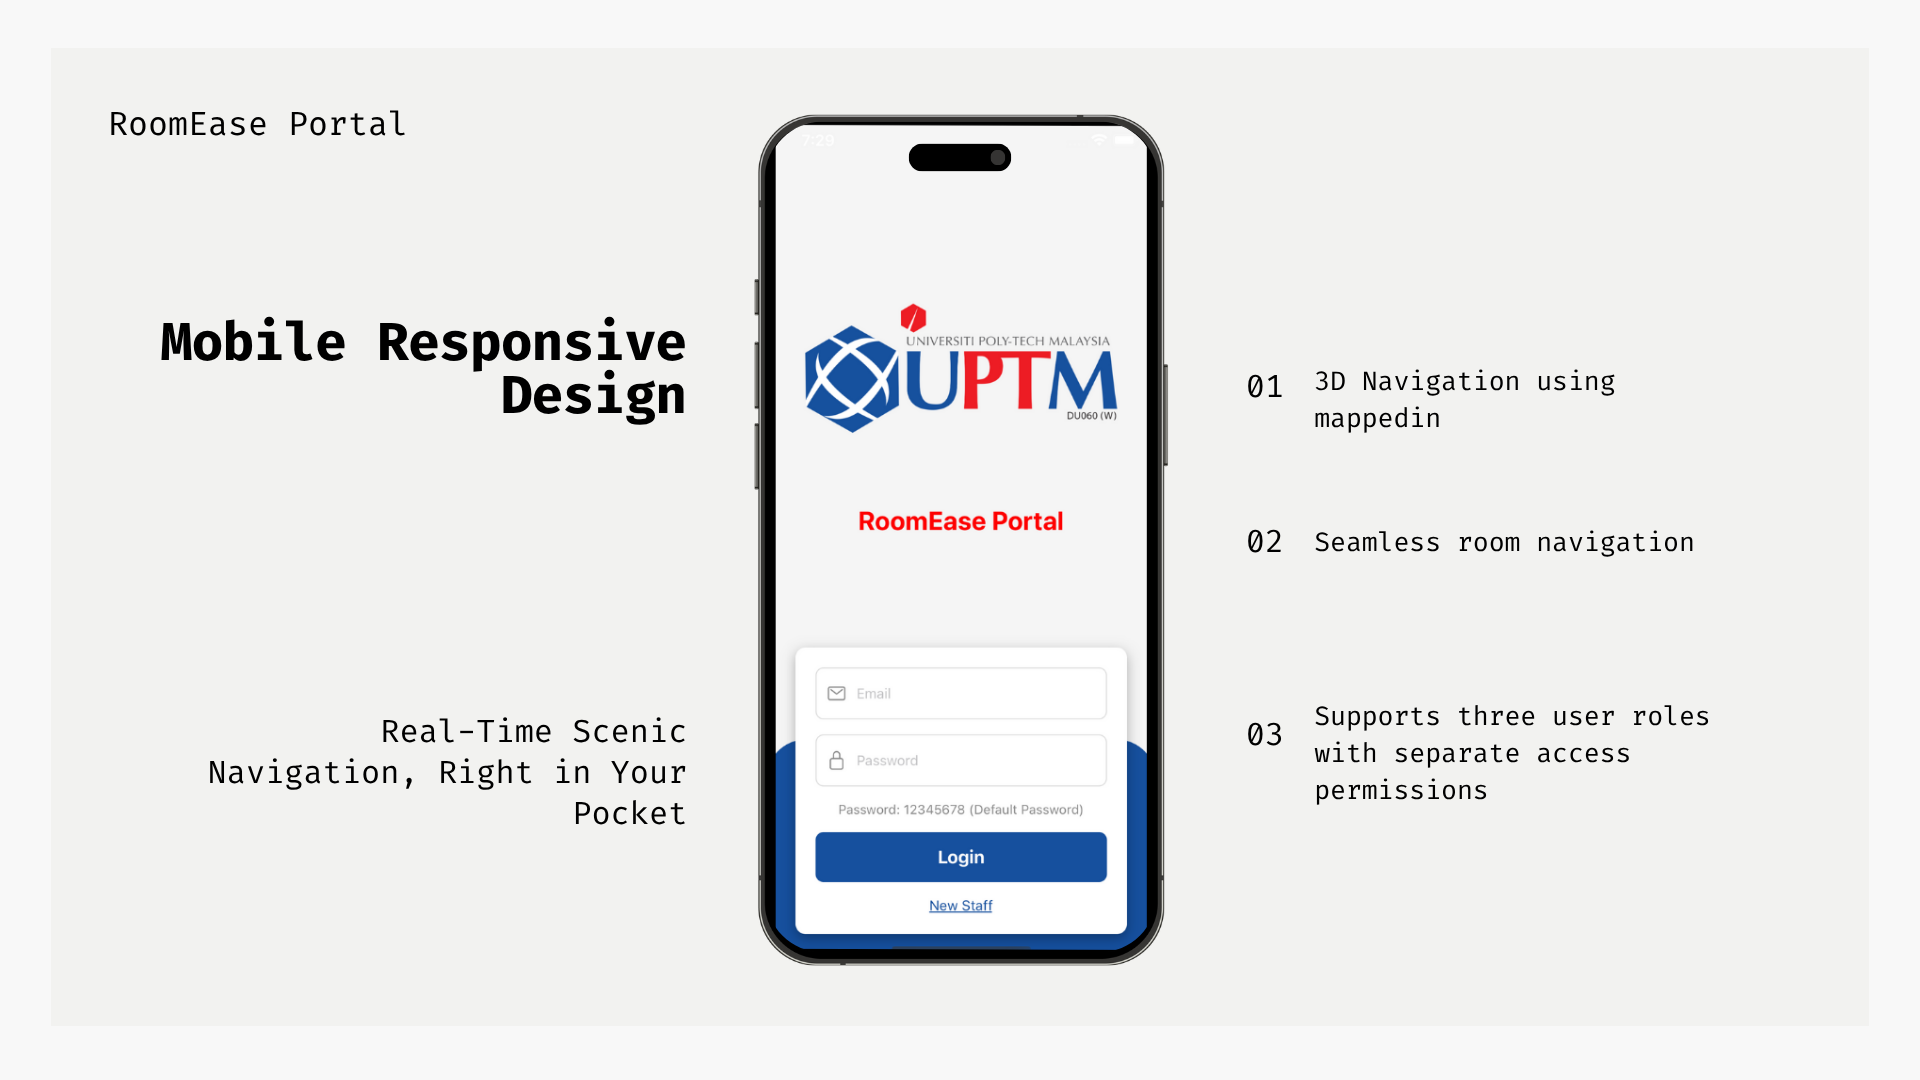 RoomEase Portal
Mobile Responsive
Design
Real-Time Scenic
Navigation, Right in Your
Pocket
7:29
UNIVERSITI POLY-TECH MALAYSIA
UPTM
DU060 (W)
RoomEase Portal
Email
Password
Password: 12345678 (Default Password)
Login
New Staff
01 3D Navigation using
mappedin
02 Seamless room navigation
03 Supports three user roles
with separate access
permissions